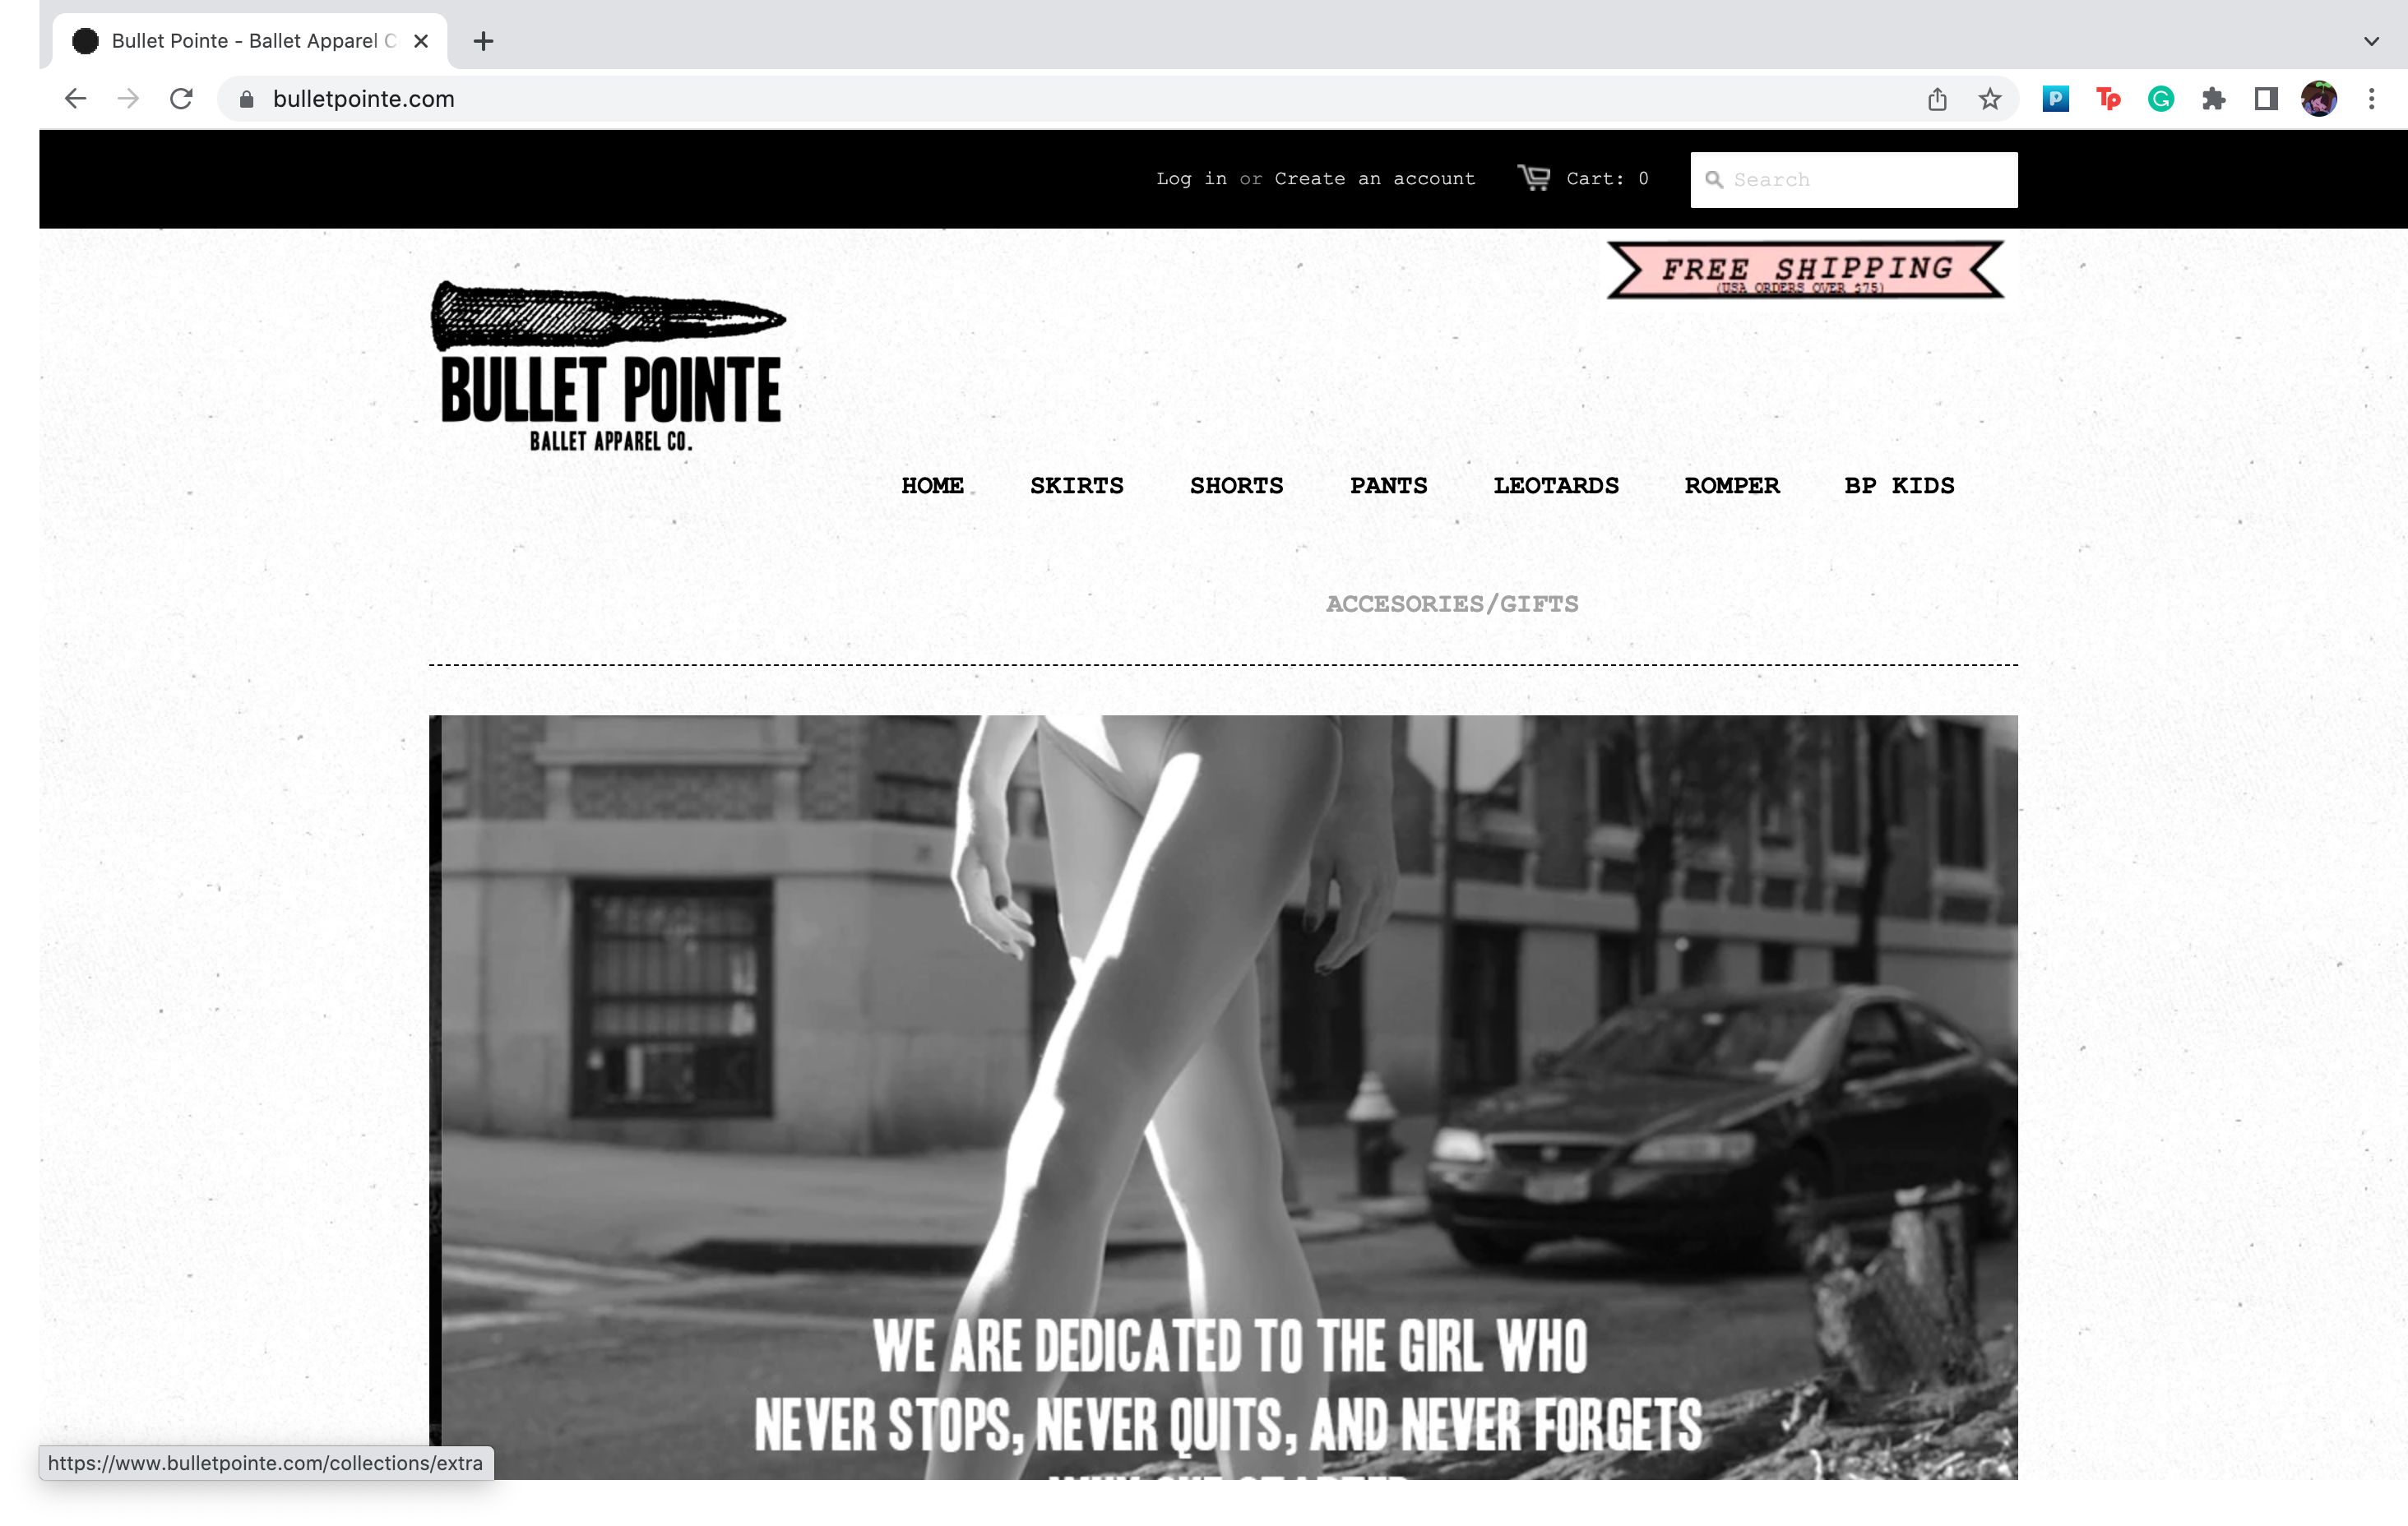 Bullet Pointe - Ballet Apparel C
bulletpointe.com
Log in or Create an account
Cart: 0
Search
FREE SHIPPING
(USA ORDERS OVER $75)
BULLET POINTE
BALLET APPAREL CO.
HOME SKIRTS SHORTS PANTS LEOTARDS ROMPER BP KIDS
ACCESORIES/GIFTS
WE ARE DEDICATED TO THE GIRL WHO
NEVER STOPS, NEVER QUITS, AND NEVER FORGETS
https://www.bulletpointe.com/collections/extra